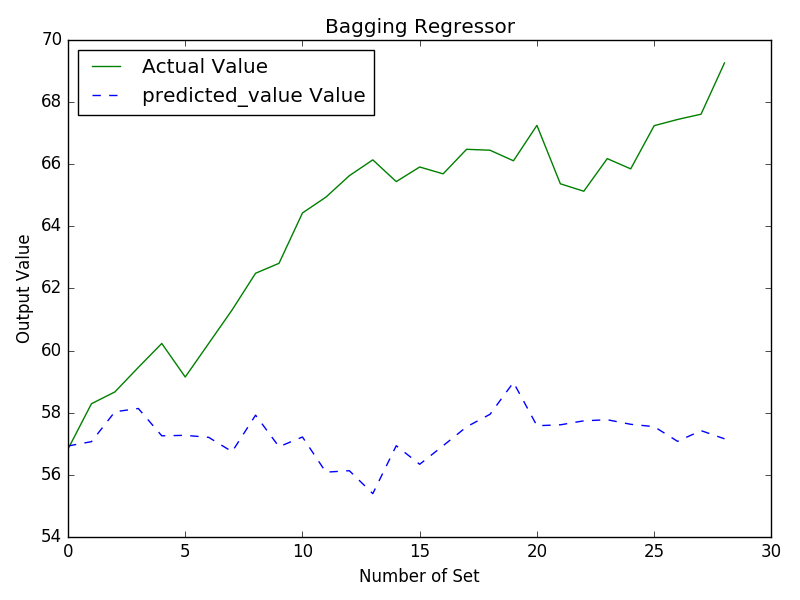 Bagging Regressor
Actual Value
predicted_value Value
70
68
66
64
62
60
58
56
54
Output Value
0 5 10 15 20 25 30
Number of Set